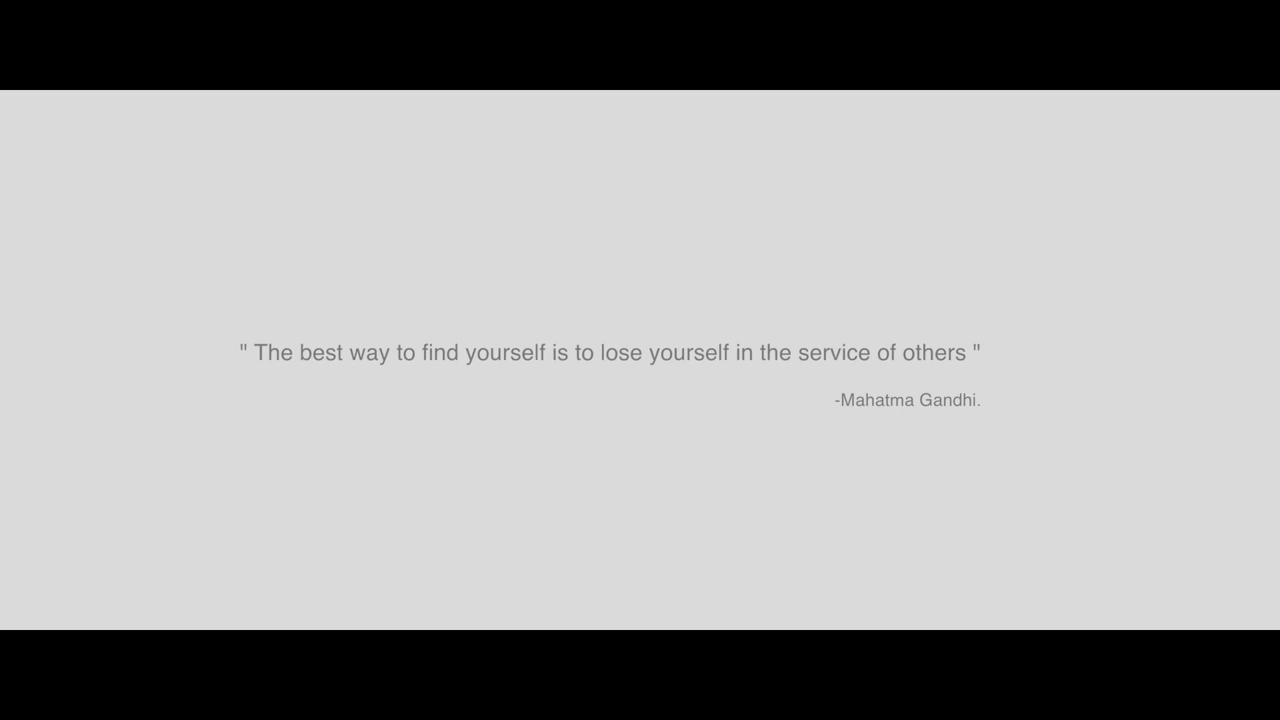 " The best way to find yourself is to lose yourself in the service of others "
-Mahatma Gandhi.